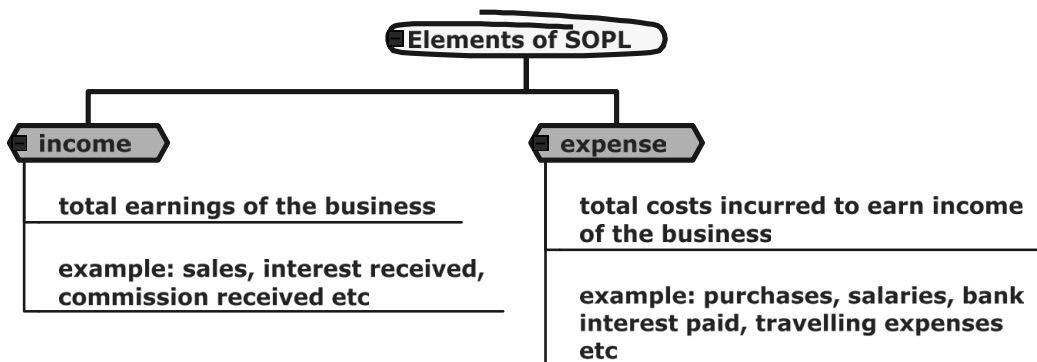 Elements of SOPL
income
total earnings of the business
example: sales, interest received,
commission received etc
expense
total costs incurred to earn income
of the business
example: purchases, salaries, bank
interest paid, travelling expenses
etc